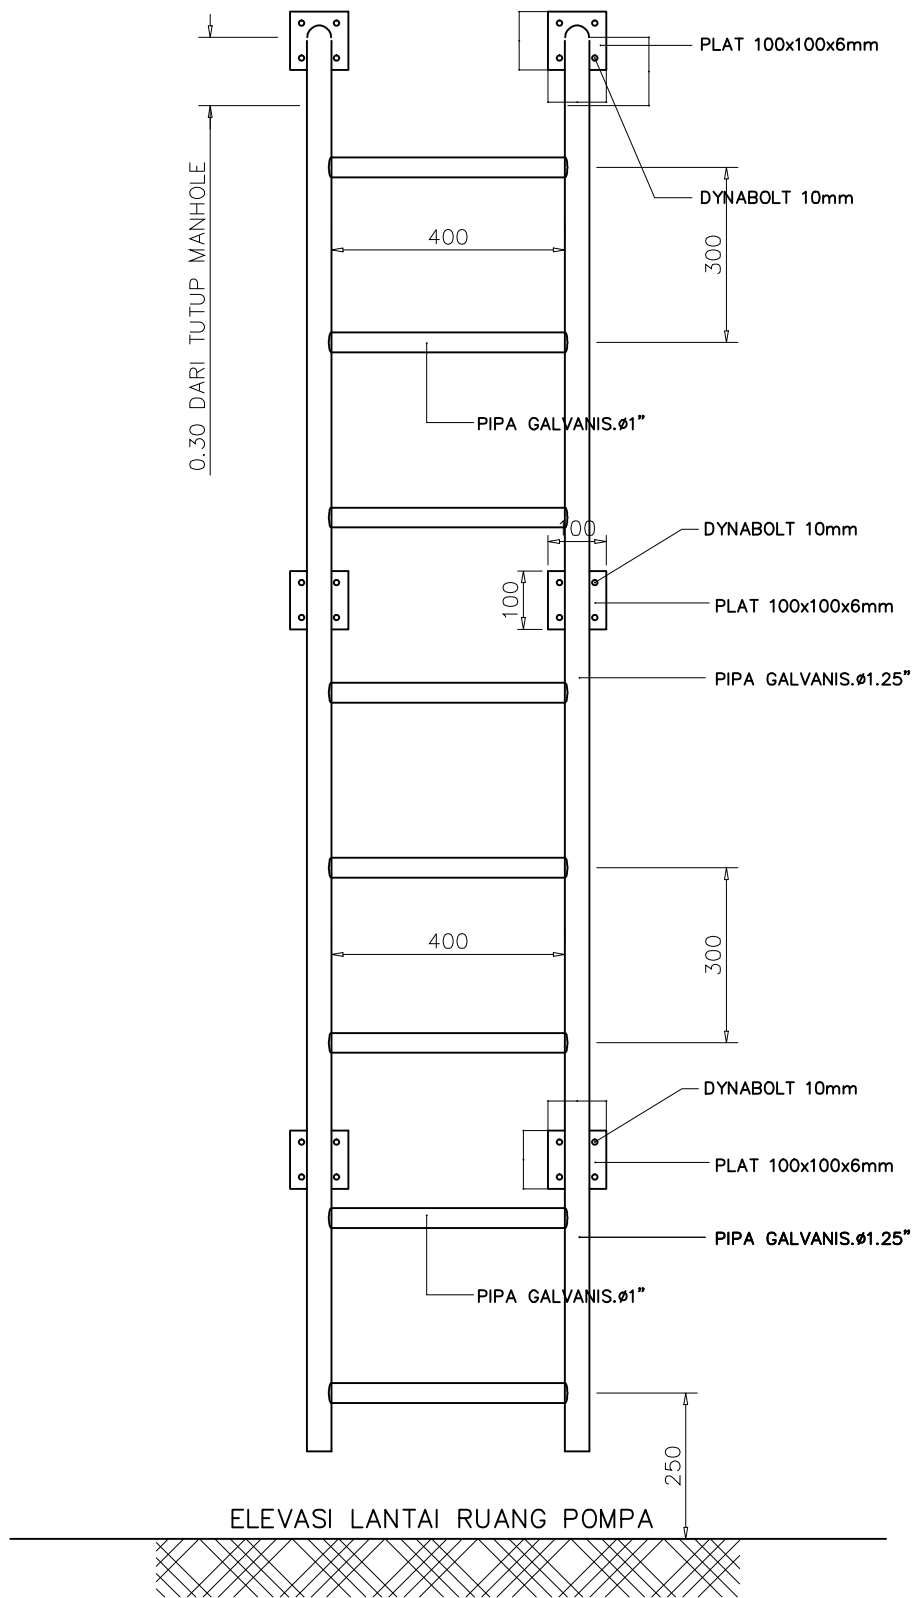 PLAT 100x100x6mm
0.30 DARI TUTUP MANHOLE
DYNABOLT 10mm
400
300
PIPA GALVANIS.ø1"
100
DYNABOLT 10mm
100
PLAT 100x100x6mm
PIPA GALVANIS.ø1.25"
400
300
DYNABOLT 10mm
PLAT 100x100x6mm
PIPA GALVANIS.ø1.25"
PIPA GALVANIS.ø1"
250
ELEVASI LANTAI RUANG POMPA